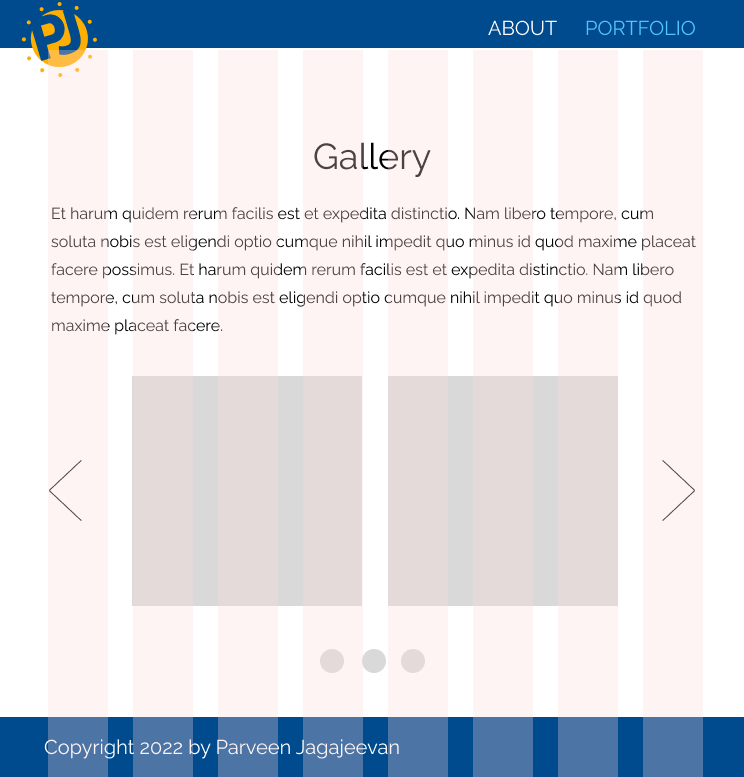 PJ
ABOUT PORTFOLIO
Gallery
Et harum quidem rerum facilis est et expedita distinctio. Nam libero tempore, cum
soluta nobis est eligendi optio cumque nihil impedit quo minus id quod maxime placeat
facere possimus. Et harum quidem rerum facilis est et expedita distinctio. Nam libero
tempore, cum soluta nobis est eligendi optio cumque nihil impedit quo minus id quod
maxime placeat facere.
Copyright 2022 by Parveen Jagajeevan